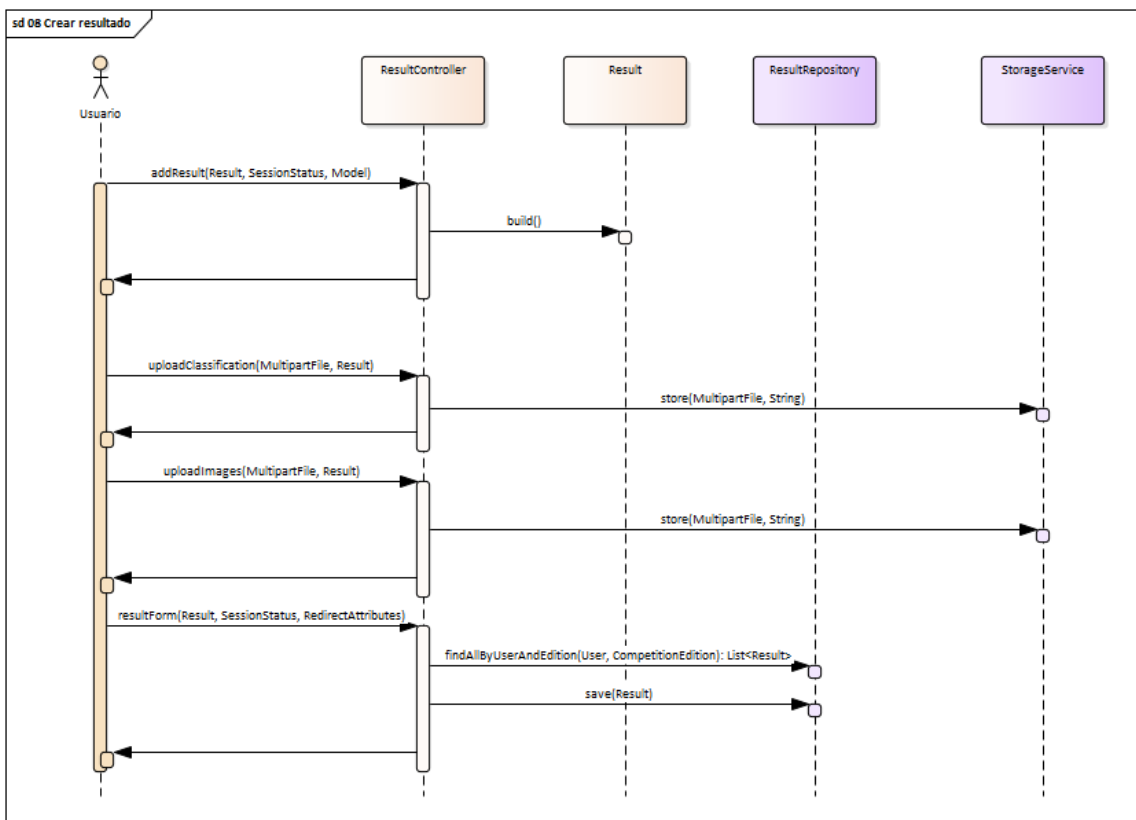 sd 08 Crear resultado
Usuario
ResultController
Result
ResultRepository
StorageService
addResult(Result, SessionStatus, Model)
build()
uploadClassification(MultipartFile, Result)
store(MultipartFile, String)
uploadImages(MultipartFile, Result)
store(MultipartFile, String)
resultForm(Result, SessionStatus, RedirectAttributes)
findAllByUserAndEdition(User, CompetitionEdition): List<Result>
save(Result)